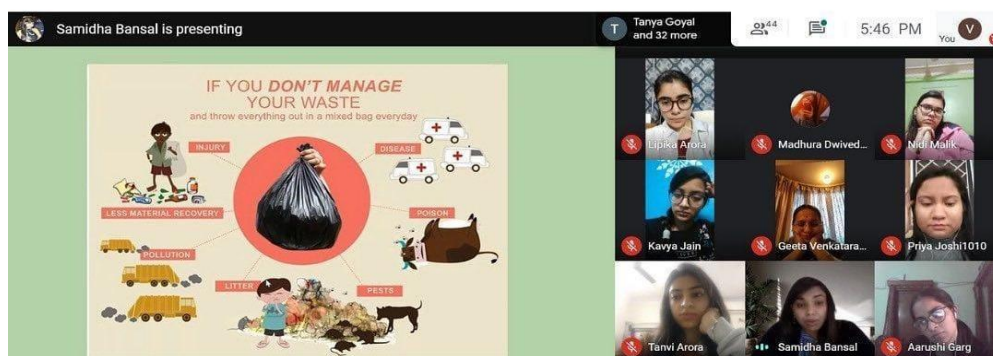 Samidha Bansal is presenting
T
Tanya Goyal
and 32 more
44
5:46 PM
You
V
IF YOU DON'T MANAGE
YOUR WASTE
and throw everything out in a mixed bag everyday
INJURY
DISEASE
LESS MATERIAL RECOVERY
POISON
POLLUTION
LITTER
PESTS
Lipika Arora
Madhura Dwived...
Nidi Malik
Kavya Jain
Geeta Venkatara...
Priya Joshi1010
Tanvi Arora
Samidha Bansal
Aarushi Garg